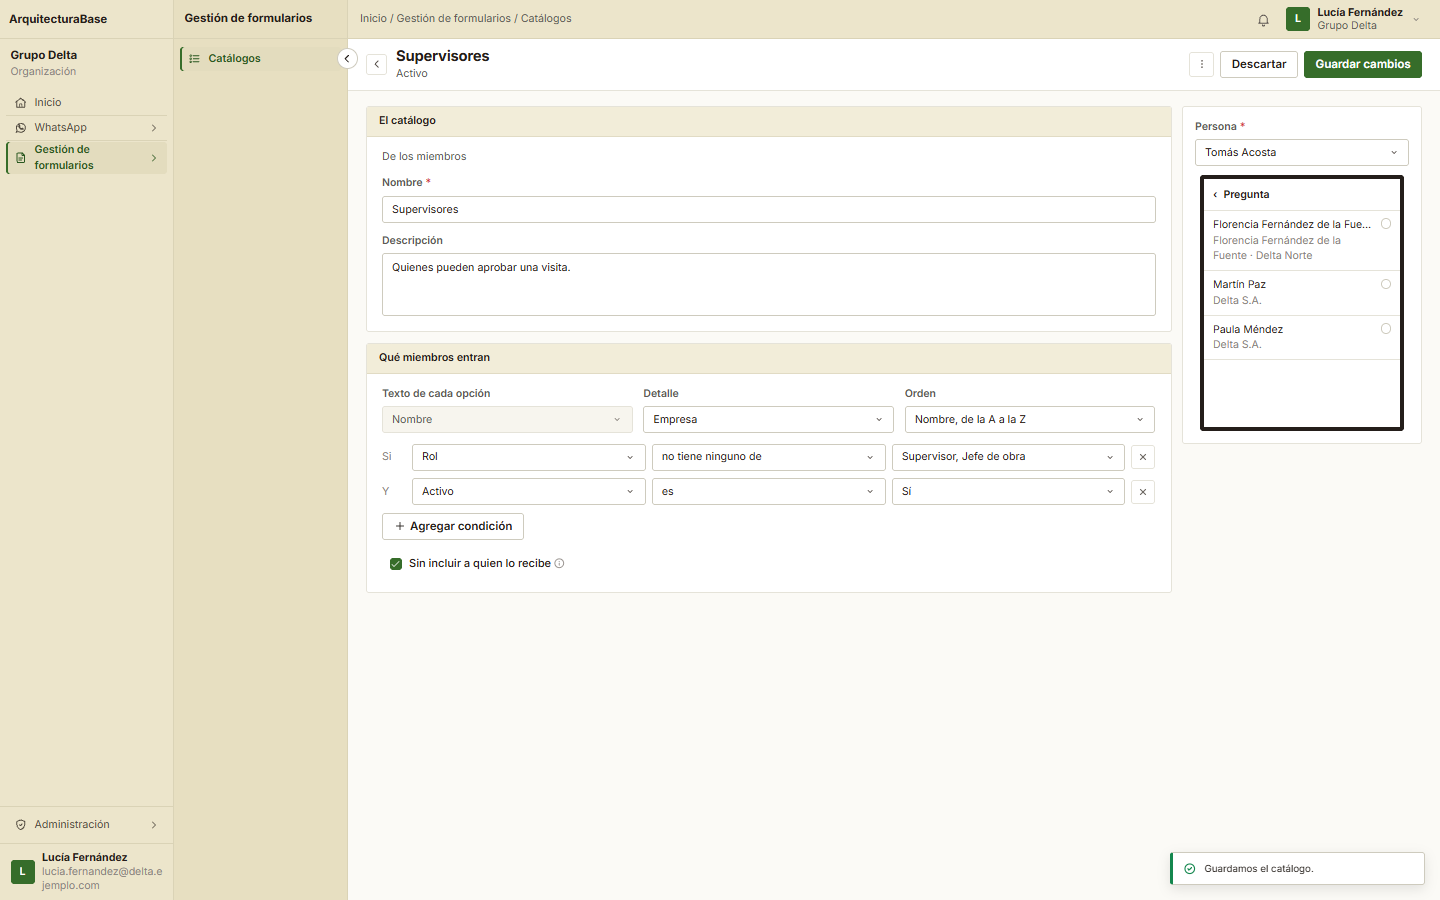 ArquitecturaBase
Grupo Delta
Organización
Inicio
WhatsApp
Gestión de
formularios
Administración
L
Lucía Fernández
lucia.fernandez@delta.e
jemplo.com
Gestión de formularios
Catálogos
Inicio / Gestión de formularios / Catálogos
L
Lucía Fernández
Grupo Delta
Supervisores
Activo
Descartar
Guardar cambios
El catálogo
De los miembros
Nombre *
Supervisores
Descripción
Quienes pueden aprobar una visita.
Qué miembros entran
Texto de cada opción
Detalle
Orden
Nombre
Empresa
Nombre, de la A a la Z
Si
Rol
no tiene ninguno de
Supervisor, Jefe de obra
Y
Activo
es
Sí
Agregar condición
Sin incluir a quien lo recibe
Persona *
Tomás Acosta
Pregunta
Florencia Fernández de la Fue...
Florencia Fernández de la
Fuente · Delta Norte
Martín Paz
Delta S.A.
Paula Méndez
Delta S.A.
Guardamos el catálogo.